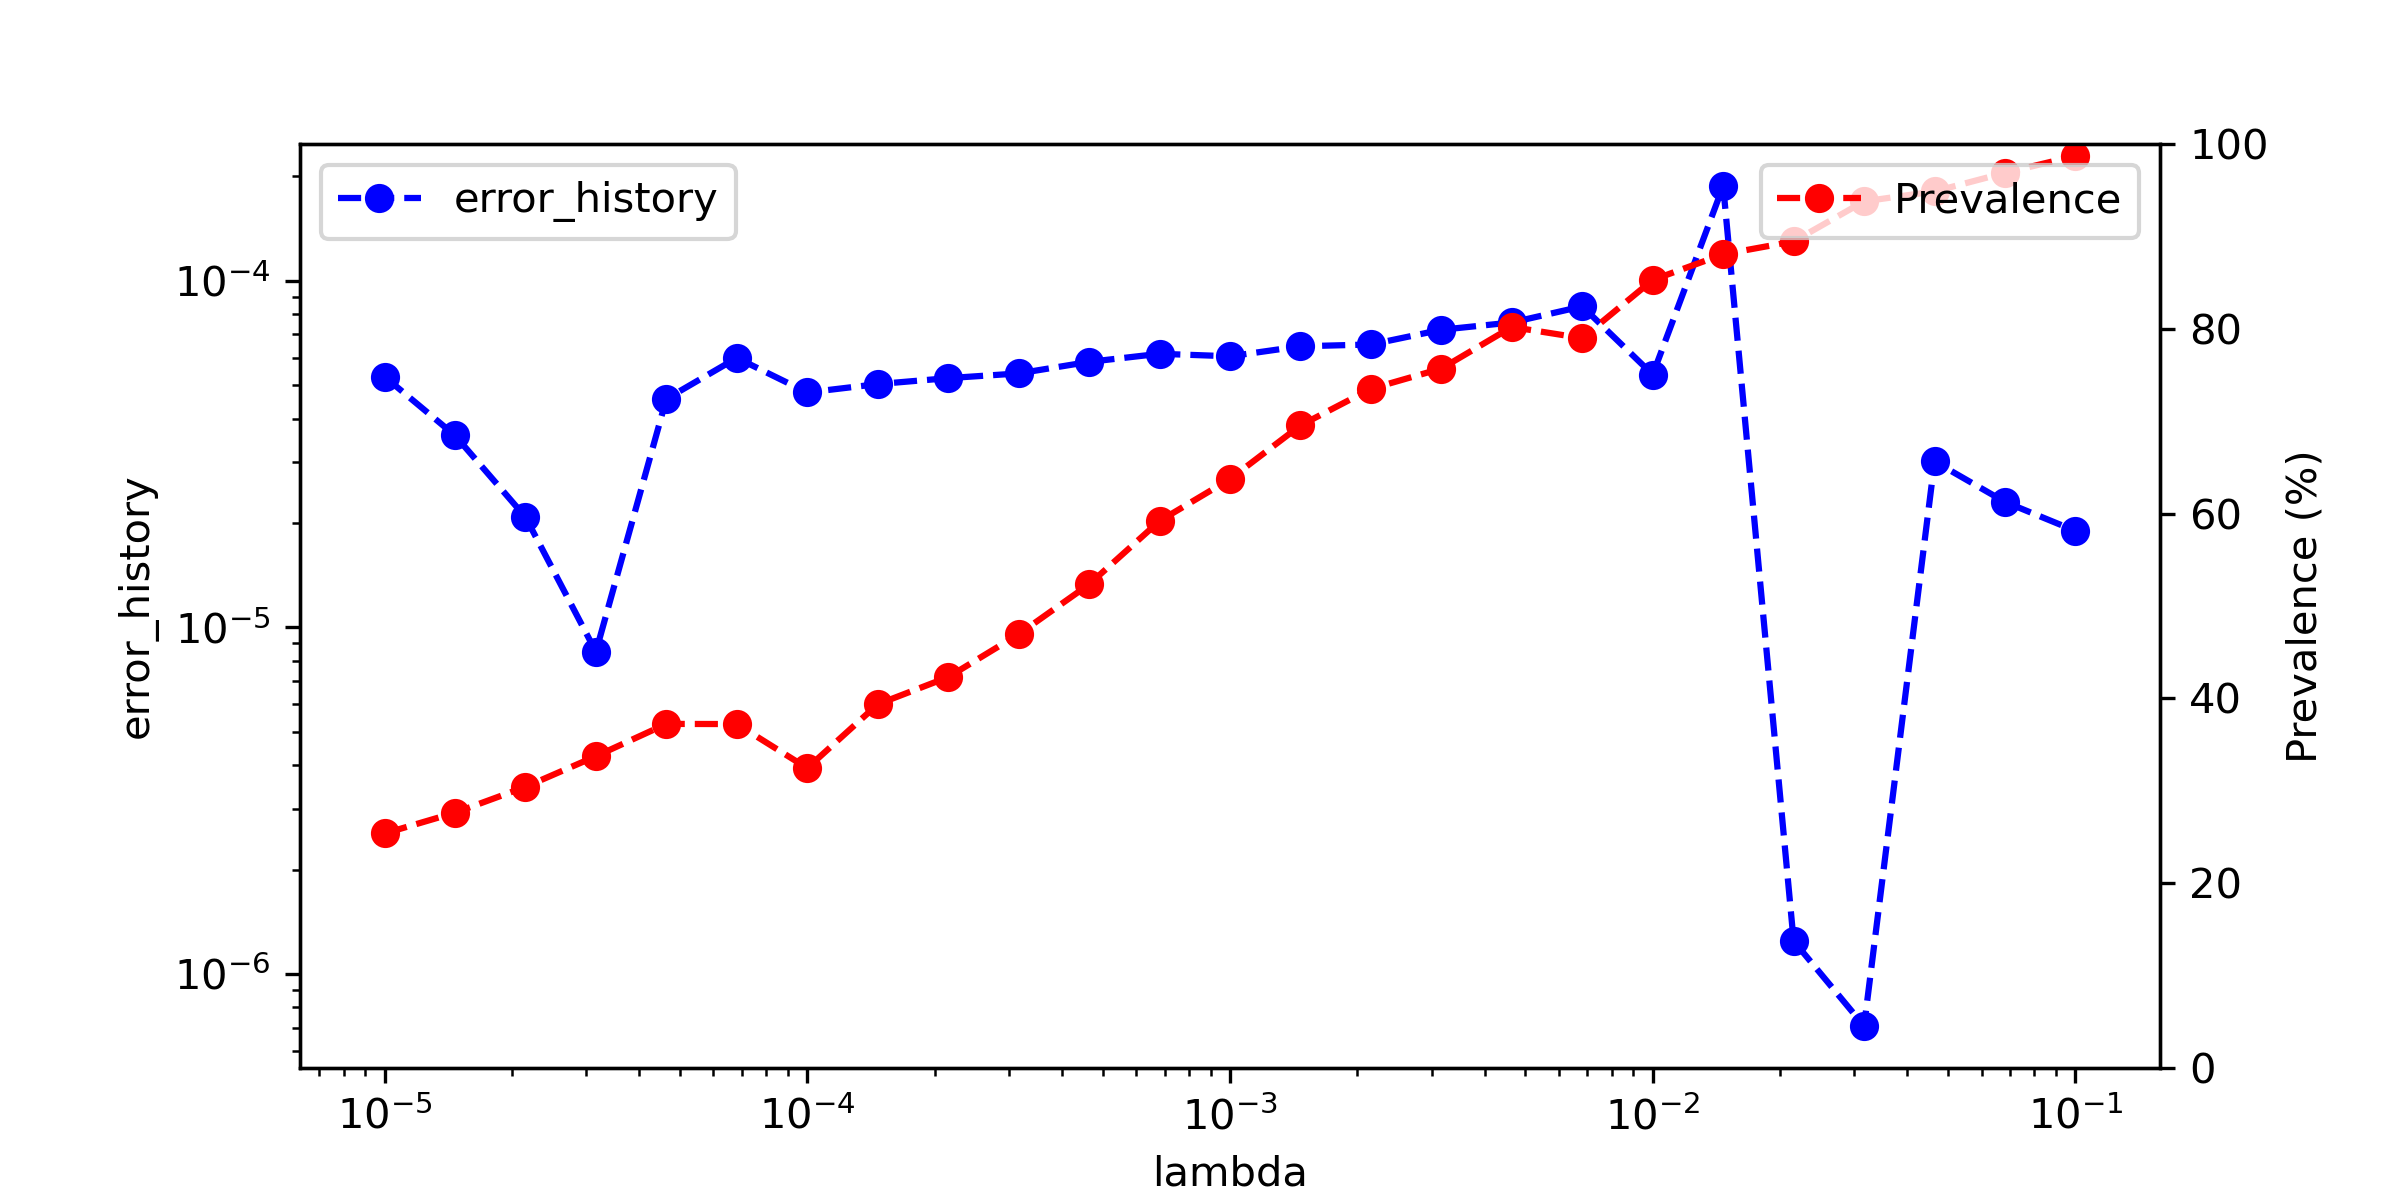 error_history
Prevalence
10⁻⁴
10⁻⁵
10⁻⁶
error_history
100
80
60
40
20
0
Prevalence (%)
10⁻⁵ 10⁻⁴ 10⁻³ 10⁻² 10⁻¹
lambda